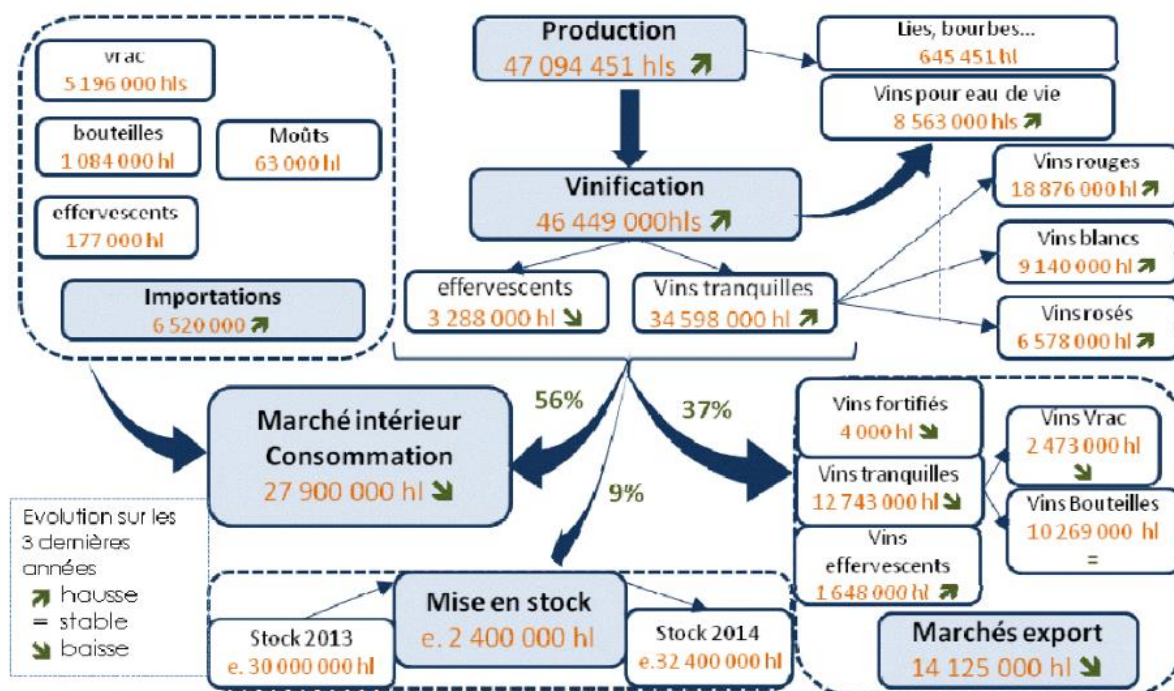 vrac
5 196 000 hls
bouteilles
1 084 000 hl
Moûts
63 000 hl
effervescents
177 000 hl
Importations
6 520 000
Production
47 094 451 hls
Lies, bourbes...
645 451 hl
Vins pour eau de vie
8 563 000 hls
Vinification
46 449 000hls
effervescents
3 288 000 hl
Vins tranquilles
34 598 000 hl
Vins rouges
18 876 000 hl
Vins blancs
9 140 000 hl
Vins rosés
6 578 000 hl
56%
37%
9%
Marché intérieur
Consommation
27 900 000 hl
Vins fortifiés
4 000 hl
Vins tranquilles
12 743 000 hl
Vins
effervescents
1 648 000 hl
Vins Vrac
2 473 000 hl
Vins Bouteilles
10 269 000 hl
=
Marchés export
14 125 000 hl
Mise en stock
e. 2 400 000 hl
Stock 2013
e. 30 000 000 hl
Stock 2014
e.32 400 000 hl
Evolution sur les
3 dernières
années
hausse
= stable
baisse